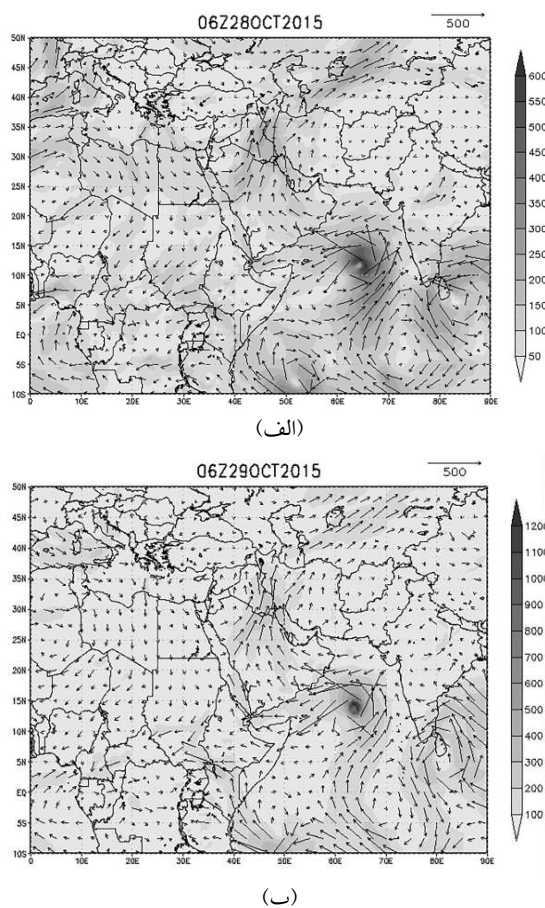 06Z28OCT2015
500
50N
45N
40N
35N
30N
25N
20N
15N
10N
5N
EQ
5S
10S
0
10E
20E
30E
40E
50E
60E
70E
80E
90E
600
550
500
450
400
350
300
250
200
150
100
50
(الف)
06Z29OCT2015
500
50N
45N
40N
35N
30N
25N
20N
15N
10N
5N
EQ
5S
10S
0
10E
20E
30E
40E
50E
60E
70E
80E
90E
1200
1100
1000
900
800
700
600
500
400
300
200
100
(ب)